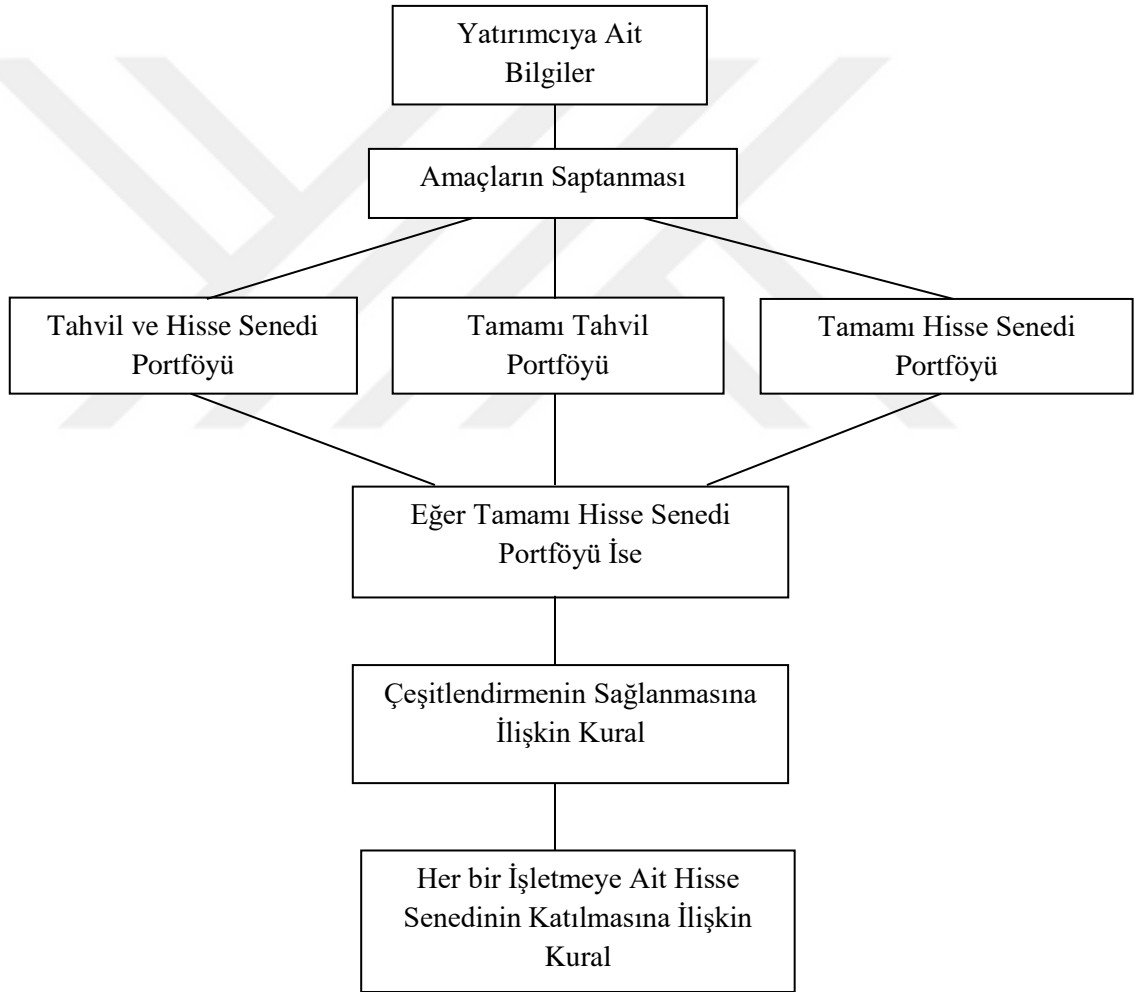 Yatırımcıya Ait
Bilgiler
Amaçların Saptanması
Tahvil ve Hisse Senedi
Portföyü
Tamamı Tahvil
Portföyü
Tamamı Hisse Senedi
Portföyü
Eğer Tamamı Hisse Senedi
Portföyü İse
Çeşitlendirmenin Sağlanmasına
İlişkin Kural
Her bir İşletmeye Ait Hisse
Senedinin Katılmasına İlişkin
Kural